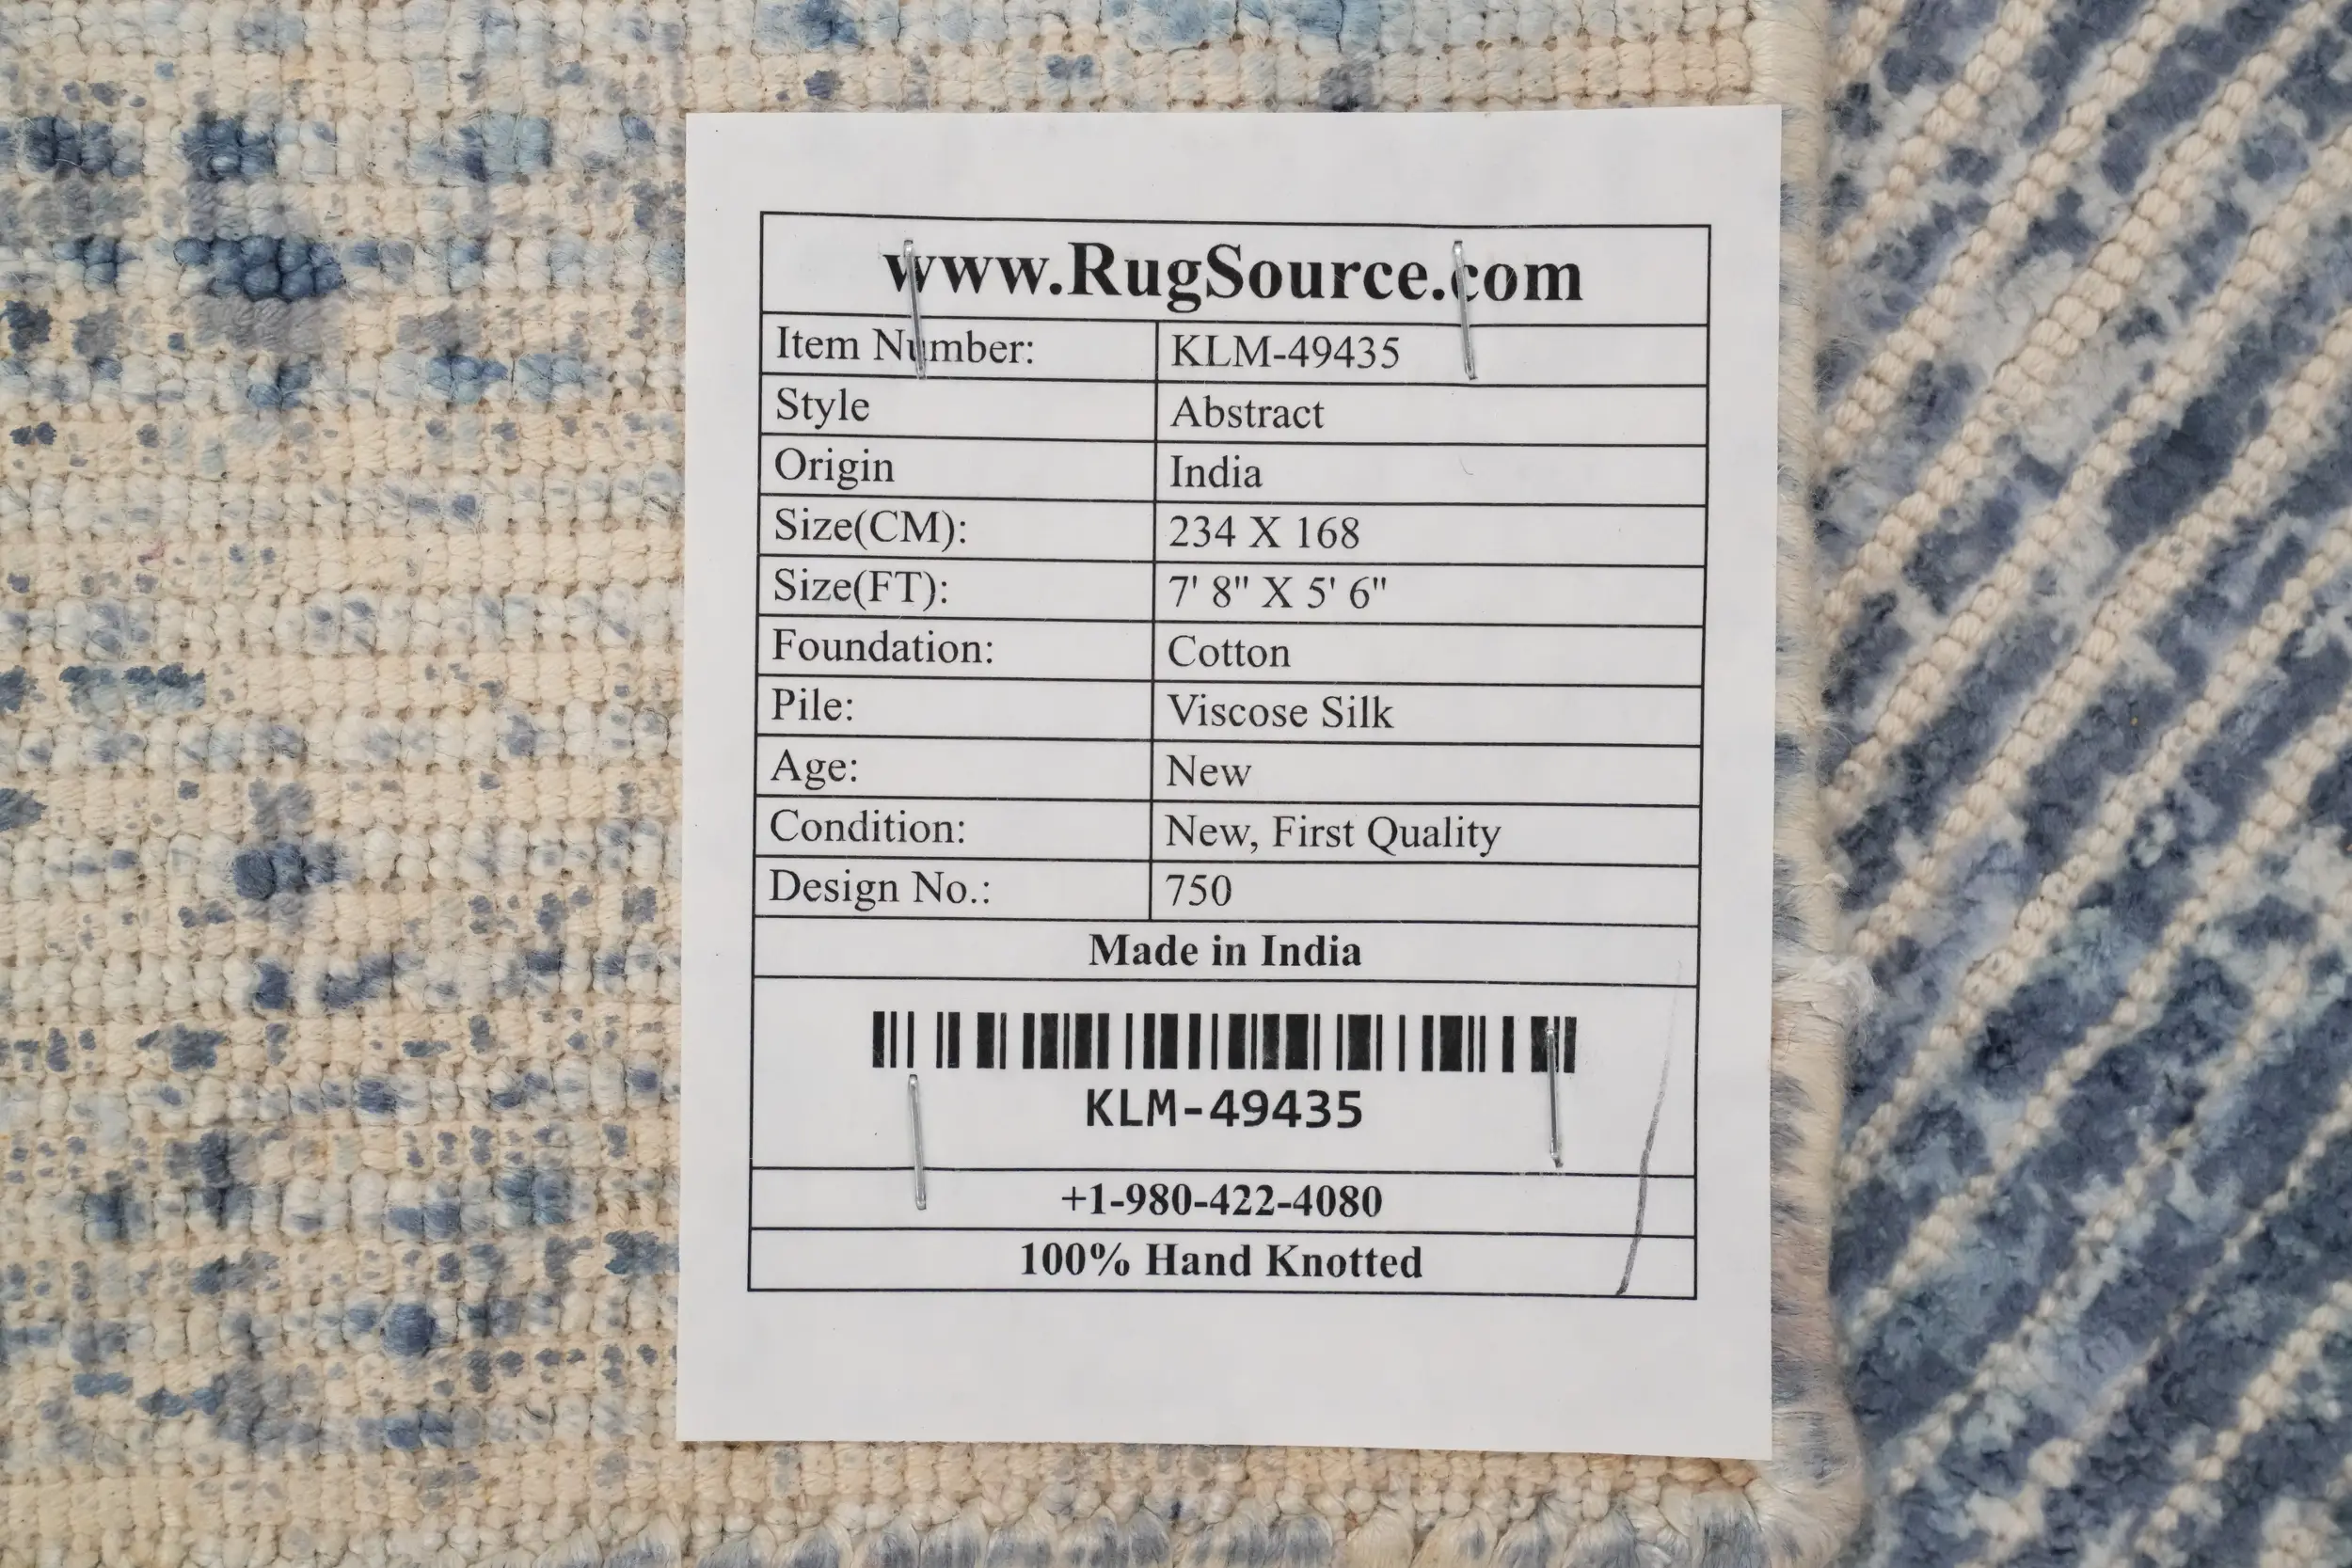 www.RugSource.com
Item Number: KLM-49435
Style Abstract
Origin India
Size(CM): 234 X 168
Size(FT): 7' 8" X 5' 6"
Foundation: Cotton
Pile: Viscose Silk
Age: New
Condition: New, First Quality
Design No.: 750
Made in India
KLM-49435
+1-980-422-4080
100% Hand Knotted